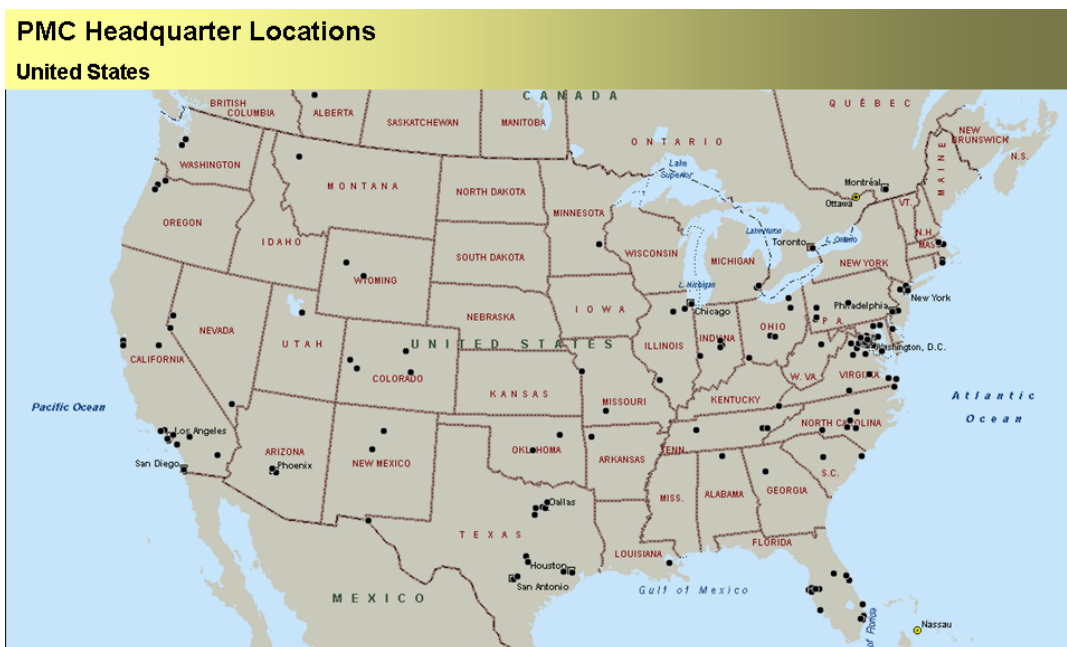 PMC Headquarter Locations
United States
CANADA
QUÉBEC
BRITISH
COLUMBIA
ALBERTA
SASKATCHEWAN
MANITOBA
ONTARIO
NEW
BRUNSWICK
N.S.
MAINE
WASHINGTON
MONTANA
NORTH DAKOTA
MINNESOTA
Lake
Superior
Montréal
Ottawa
VT.
N.H.
MAS
OREGON
IDAHO
SOUTH DAKOTA
WISCONSIN
MICHIGAN
Lake Huron
Toronto
L. Ontario
NEW YORK
WYOMING
L. Michigan
NEBRASKA
IOWA
Chicago
Philadelphia
New York
NEVADA
UTAH
CALIFORNIA
COLORADO
UNITED STATES
ILLINOIS
INDIANA
OHIO
P.A.
Washington, D.C.
W. VA.
VIRGINIA
KANSAS
MISSOURI
KENTUCKY
Pacific Ocean
Atlantic
Ocean
Los Angeles
San Diego
ARIZONA
Phoenix
NEW MEXICO
OKLAHOMA
ARKANSAS
TENN.
NORTH CAROLINA
S.C.
MISS.
ALABAMA
GEORGIA
Dallas
TEXAS
LOUISIANA
FLORIDA
Houston
San Antonio
MEXICO
Gulf of Mexico
of Florida
Nassau